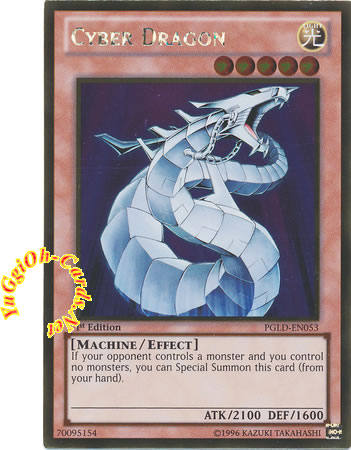 CYBER DRAGON
LIGHT
光
YuGgiOh-Cards.Net
1st Edition
PGLD-EN053
[MACHINE / EFFECT]
If your opponent controls a monster and you control
no monsters, you can Special Summon this card (from
your hand).
ATK/2100 DEF/1600
70095154
©1996 KAZUKI TAKAHASHI